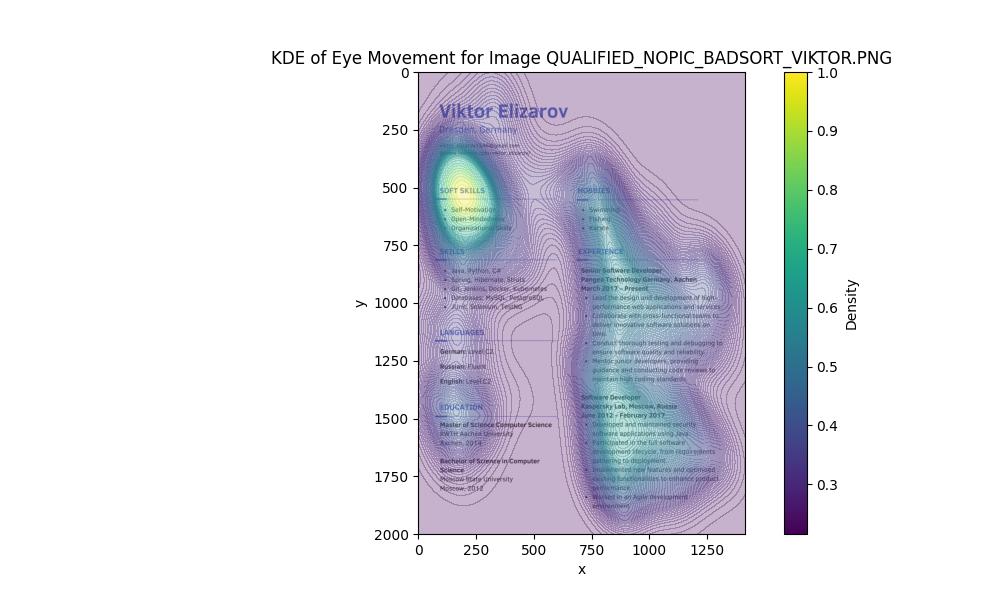 KDE of Eye Movement for Image QUALIFIED_NOPIC_BADSORT_VIKTOR.PNG
0
250
500
750
1000
1250
1500
1750
2000
y
0
250
500
750
1000
1250
x
1.0
0.9
0.8
0.7
0.6
0.5
0.4
0.3
Density
Viktor Elizarov
Dresden, Germany
SOFT SKILLS
Self-Motivation
Open-Mindedness
Organizational Skills
SKILLS
Java, Python, C#
Spring, Hibernate, Struts
Git, Jenkins, Docker, Kubernetes
Databases: MySQL, PostgreSQL
JUnit, Selenium, TestNG
LANGUAGES
German: Level C2
Russian: Fluent
English: Level C2
EDUCATION
Master of Science Computer Science
RWTH Aachen University
Aachen, 2014
Bachelor of Science in Computer
Science
Moscow State University
Moscow, 2012
HOBBIES
Swimming
Fishing
Karate
EXPERIENCE
Senior Software Developer
Pangea Technology Germany, Aachen
March 2017 – Present
Lead the design and development of high-
performance web applications and services
Collaborate with cross-functional teams to
deliver innovative software solutions on
time.
Conduct thorough testing and debugging to
ensure software quality and reliability.
Mentor junior developers, providing
guidance and conducting code reviews to
maintain high coding standards
Software Developer
Kaspersky Lab, Moscow, Russia
June 2012 – February 2017
Developed and maintained security
software applications using Java
Participated in the full software
development lifecycle, from requirements
gathering to deployment.
Implemented new features and optimised
existing functionalities to enhance product
performance
Worked in an Agile development
environment